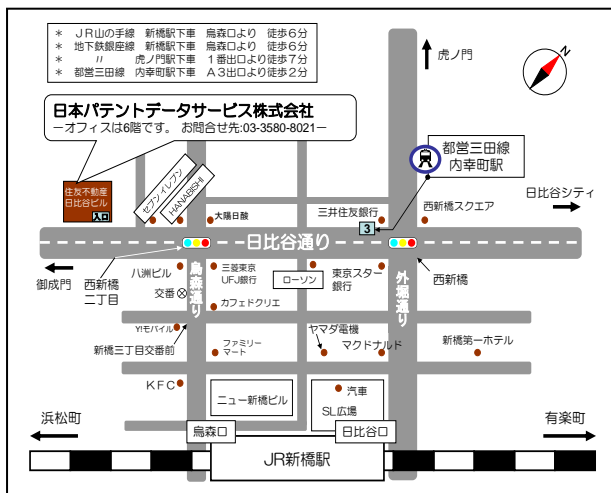 ＊ ＪＲ山の手線 新橋駅下車 烏森口より 徒歩６分
＊ 地下鉄銀座線 新橋駅下車 烏森口より 徒歩６分
＊ 〃 虎ノ門駅下車 １番出口より徒歩７分
＊ 都営三田線 内幸町駅下車 Ａ３出口より徒歩２分
虎ノ門
N
日本パテントデータサービス株式会社
－オフィスは6階です。 お問合せ先:03-3580-8021－
都営三田線
内幸町駅
住友不動産
日比谷ビル
入口
セブンイレブン
HANABISHI
大陽日酸
三井住友銀行
3
西新橋スクエア
日比谷シティ
日比谷通り
御成門
西新橋
二丁目
八洲ビル
交番
烏森通り
三菱東京
UFJ銀行
カフェドクリエ
ローソン
東京スター
銀行
外堀通り
西新橋
Y!モバイル
新橋三丁目交番前
ファミリー
マート
ヤマダ電機
マクドナルド
新橋第一ホテル
ＫＦＣ
ニュー新橋ビル
汽車
SL広場
浜松町
烏森口
日比谷口
有楽町
JR新橋駅